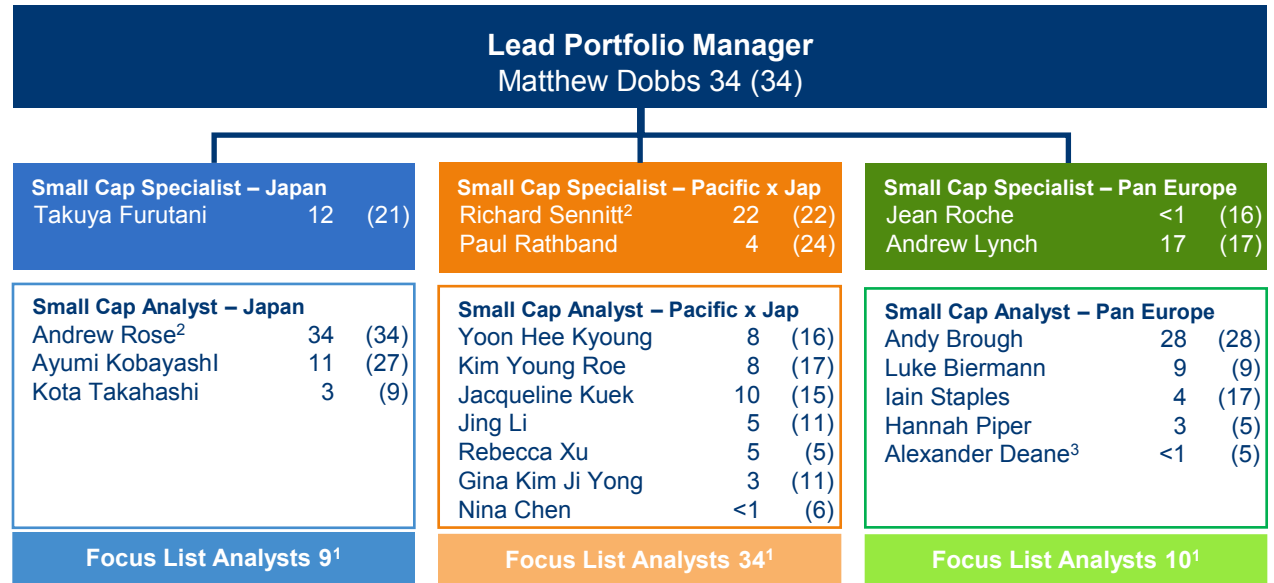 Lead Portfolio Manager
Matthew Dobbs 34 (34)
Small Cap Specialist – Japan
Takuya Furutani 12 (21)
Small Cap Analyst – Japan
Andrew Rose² 34 (34)
Ayumi KobayashI 11 (27)
Kota Takahashi 3 (9)
Focus List Analysts 9¹
Small Cap Specialist – Pacific x Jap
Richard Sennitt² 22 (22)
Paul Rathband 4 (24)
Small Cap Analyst – Pacific x Jap
Yoon Hee Kyoung 8 (16)
Kim Young Roe 8 (17)
Jacqueline Kuek 10 (15)
Jing Li 5 (11)
Rebecca Xu 5 (5)
Gina Kim Ji Yong 3 (11)
Nina Chen <1 (6)
Focus List Analysts 34¹
Small Cap Specialist – Pan Europe
Jean Roche <1 (16)
Andrew Lynch 17 (17)
Small Cap Analyst – Pan Europe
Andy Brough 28 (28)
Luke Biermann 9 (9)
Iain Staples 4 (17)
Hannah Piper 3 (5)
Alexander Deane³ <1 (5)
Focus List Analysts 10¹